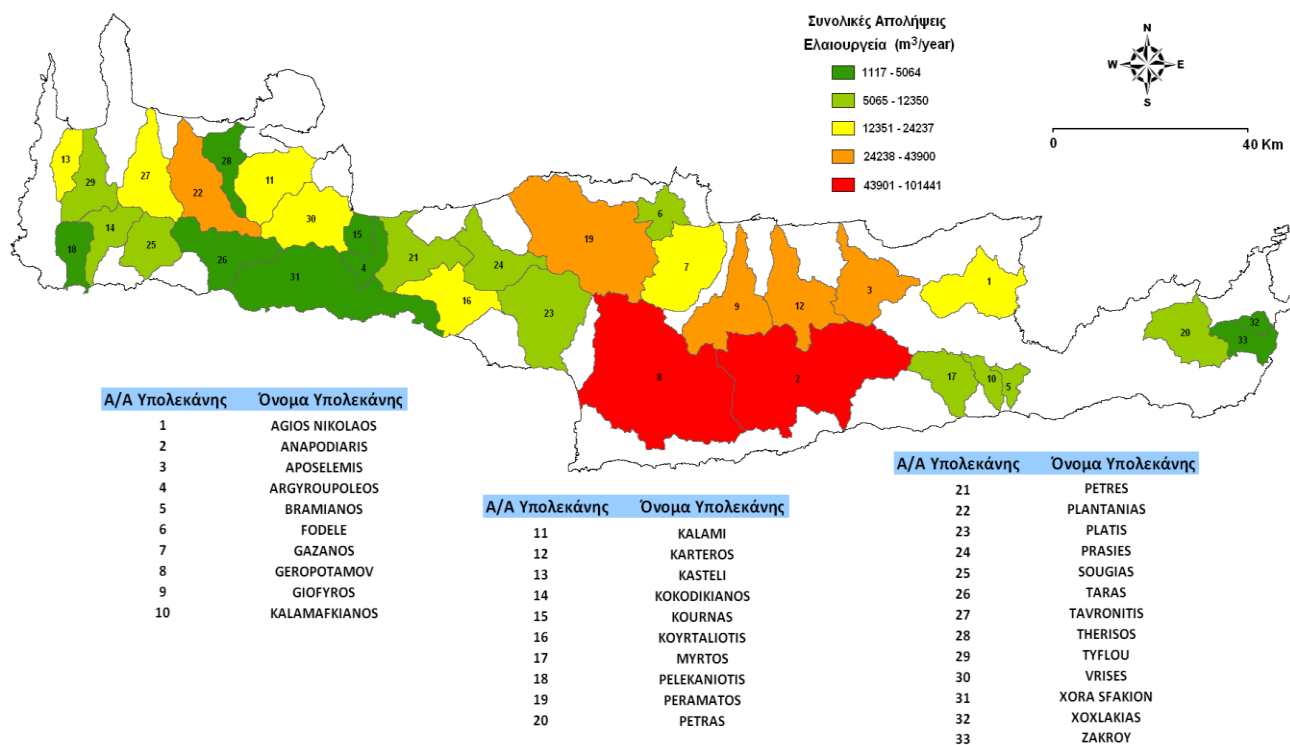 Συνολικές Απολήψεις
Ελαιουργεία (m³/year)
1117 - 5064
5065 - 12350
12351 - 24237
24238 - 43900
43901 - 101441
N
W E
S
0 40 Km
13
29
27
22
28
11
30
18
14
25
26
31
15
4
21
24
16
23
19
6
7
9
12
3
1
8
2
17
10
5
20
32
33
Α/Α Υπολεκάνης Όνομα Υπολεκάνης
1 AGIOS NIKOLAOS
2 ANAPODIARIS
3 APOSELEMIS
4 ARGYROUPOLEOS
5 BRAMIANOS
6 FODELE
7 GAZANOS
8 GEROPOTAMOV
9 GIOFYROS
10 KALAMAFKIANOS
Α/Α Υπολεκάνης Όνομα Υπολεκάνης
11 KALAMI
12 KARTEROS
13 KASTELI
14 KOKODIKIANOS
15 KOURNAS
16 KOYRTALIOTIS
17 MYRTOS
18 PELEKANIOTIS
19 PERAMATOS
20 PETRAS
Α/Α Υπολεκάνης Όνομα Υπολεκάνης
21 PETRES
22 PLANTANIAS
23 PLATIS
24 PRASIES
25 SOUGIAS
26 TARAS
27 TAVRONITIS
28 THERISOS
29 TYFLOU
30 VRISES
31 XORA SFAKION
32 XOXLAKIAS
33 ZAKROY